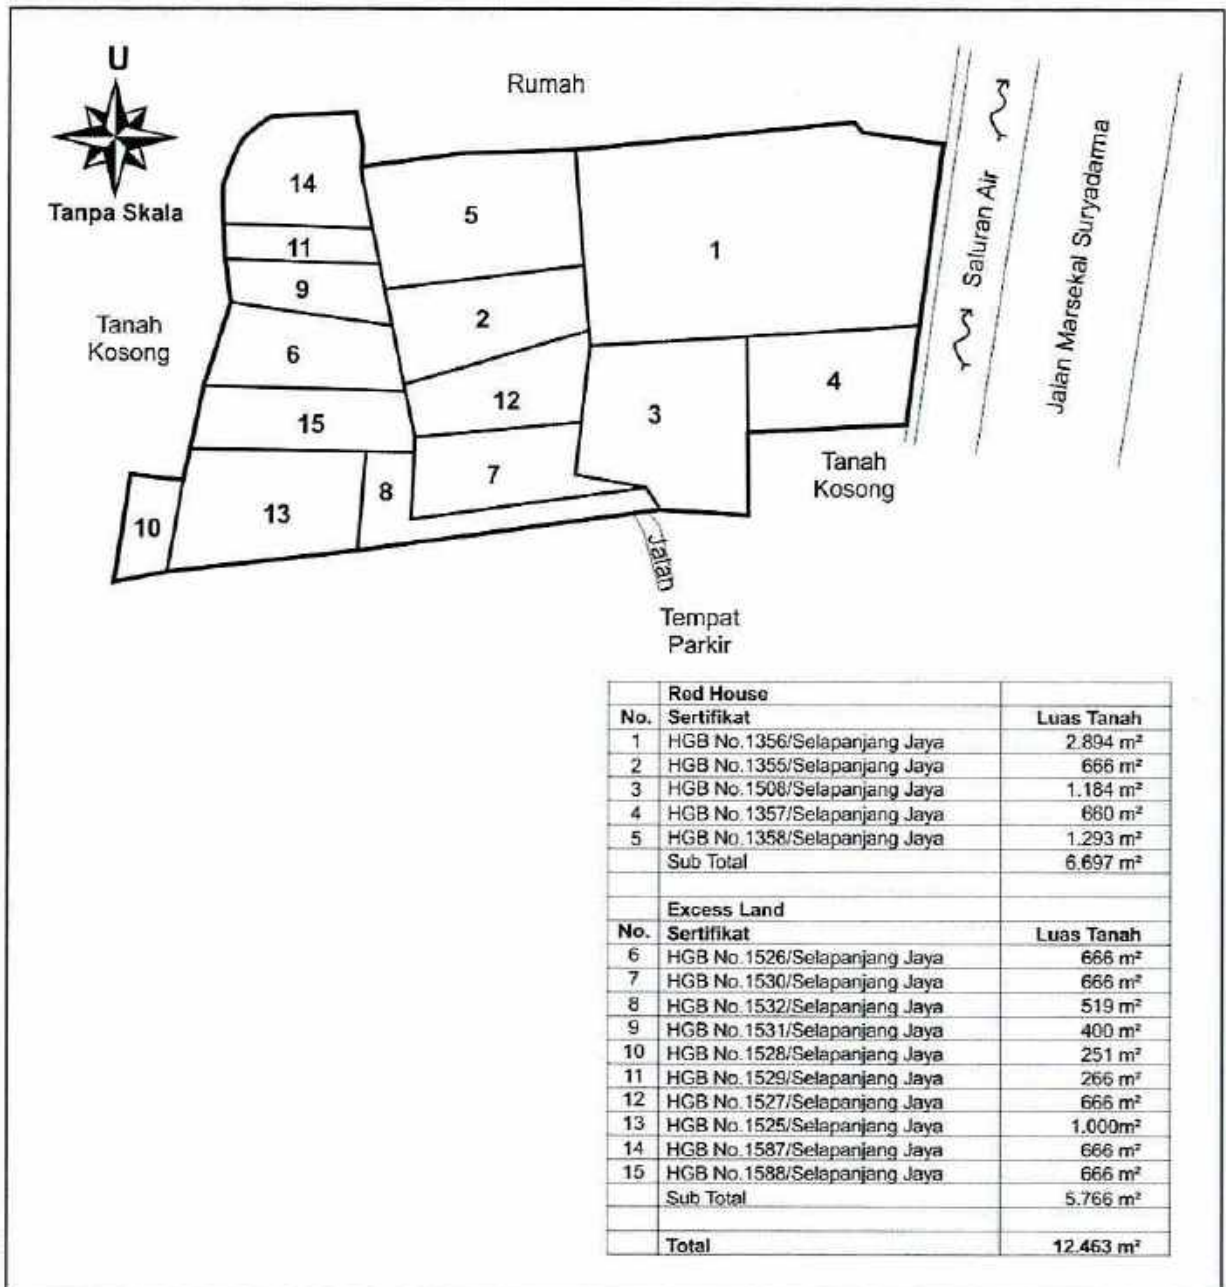 U
Tanpa Skala
Rumah
14
11
9
6
15
13
10
8
5
2
12
7
1
3
4
Tanah
Kosong
Tanah
Kosong
Saluran Air
Jalan Marsekal Suryadarma
Jalan
Tempat
Parkir
Red House
No. Sertifikat Luas Tanah
1 HGB No.1356/Selapanjang Jaya 2.894 m²
2 HGB No.1355/Selapanjang Jaya 666 m²
3 HGB No.1508/Selapanjang Jaya 1.184 m²
4 HGB No.1357/Selapanjang Jaya 660 m²
5 HGB No.1358/Selapanjang Jaya 1.293 m²
Sub Total 6.697 m²
Excess Land
No. Sertifikat Luas Tanah
6 HGB No.1526/Selapanjang Jaya 666 m²
7 HGB No.1530/Selapanjang Jaya 666 m²
8 HGB No.1532/Selapanjang Jaya 519 m²
9 HGB No.1531/Selapanjang Jaya 400 m²
10 HGB No.1528/Selapanjang Jaya 251 m²
11 HGB No.1529/Selapanjang Jaya 266 m²
12 HGB No.1527/Selapanjang Jaya 666 m²
13 HGB No.1525/Selapanjang Jaya 1.000m²
14 HGB No.1587/Selapanjang Jaya 666 m²
15 HGB No.1588/Selapanjang Jaya 666 m²
Sub Total 5.766 m²
Total 12.463 m²